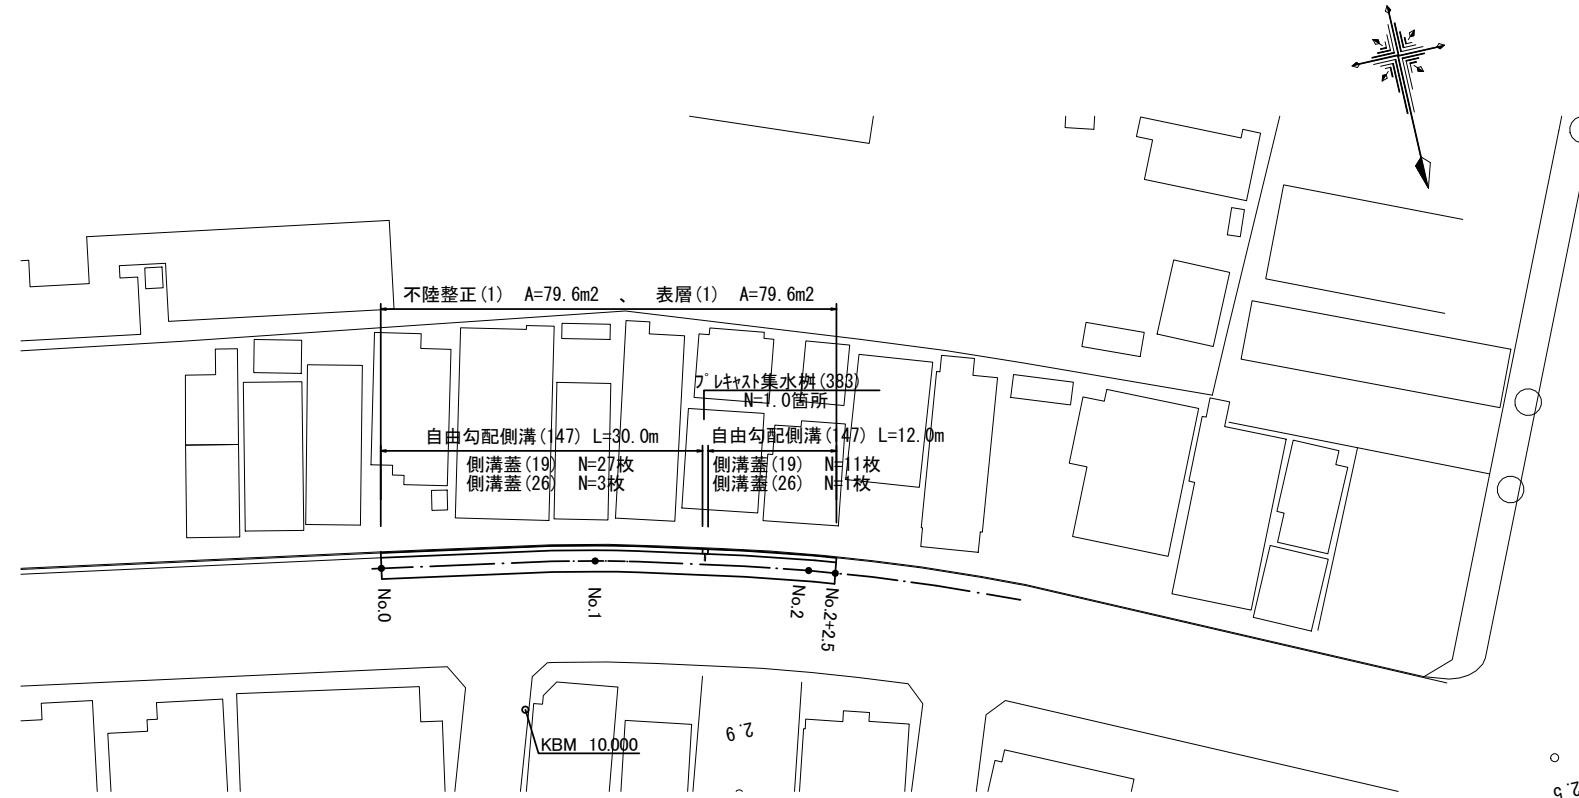 不陸整正(1) A=79.6m2 、 表層(1) A=79.6m2
プレキャスト集水桝(383)
N=1.0箇所
自由勾配側溝(147) L=30.0m
側溝蓋(19) N=27枚
側溝蓋(26) N=3枚
自由勾配側溝(147) L=12.0m
側溝蓋(19) N=11枚
側溝蓋(26) N=1枚
No.0
No.1
No.2
No.2+2.5
KBM 10.000
2.9
2.5